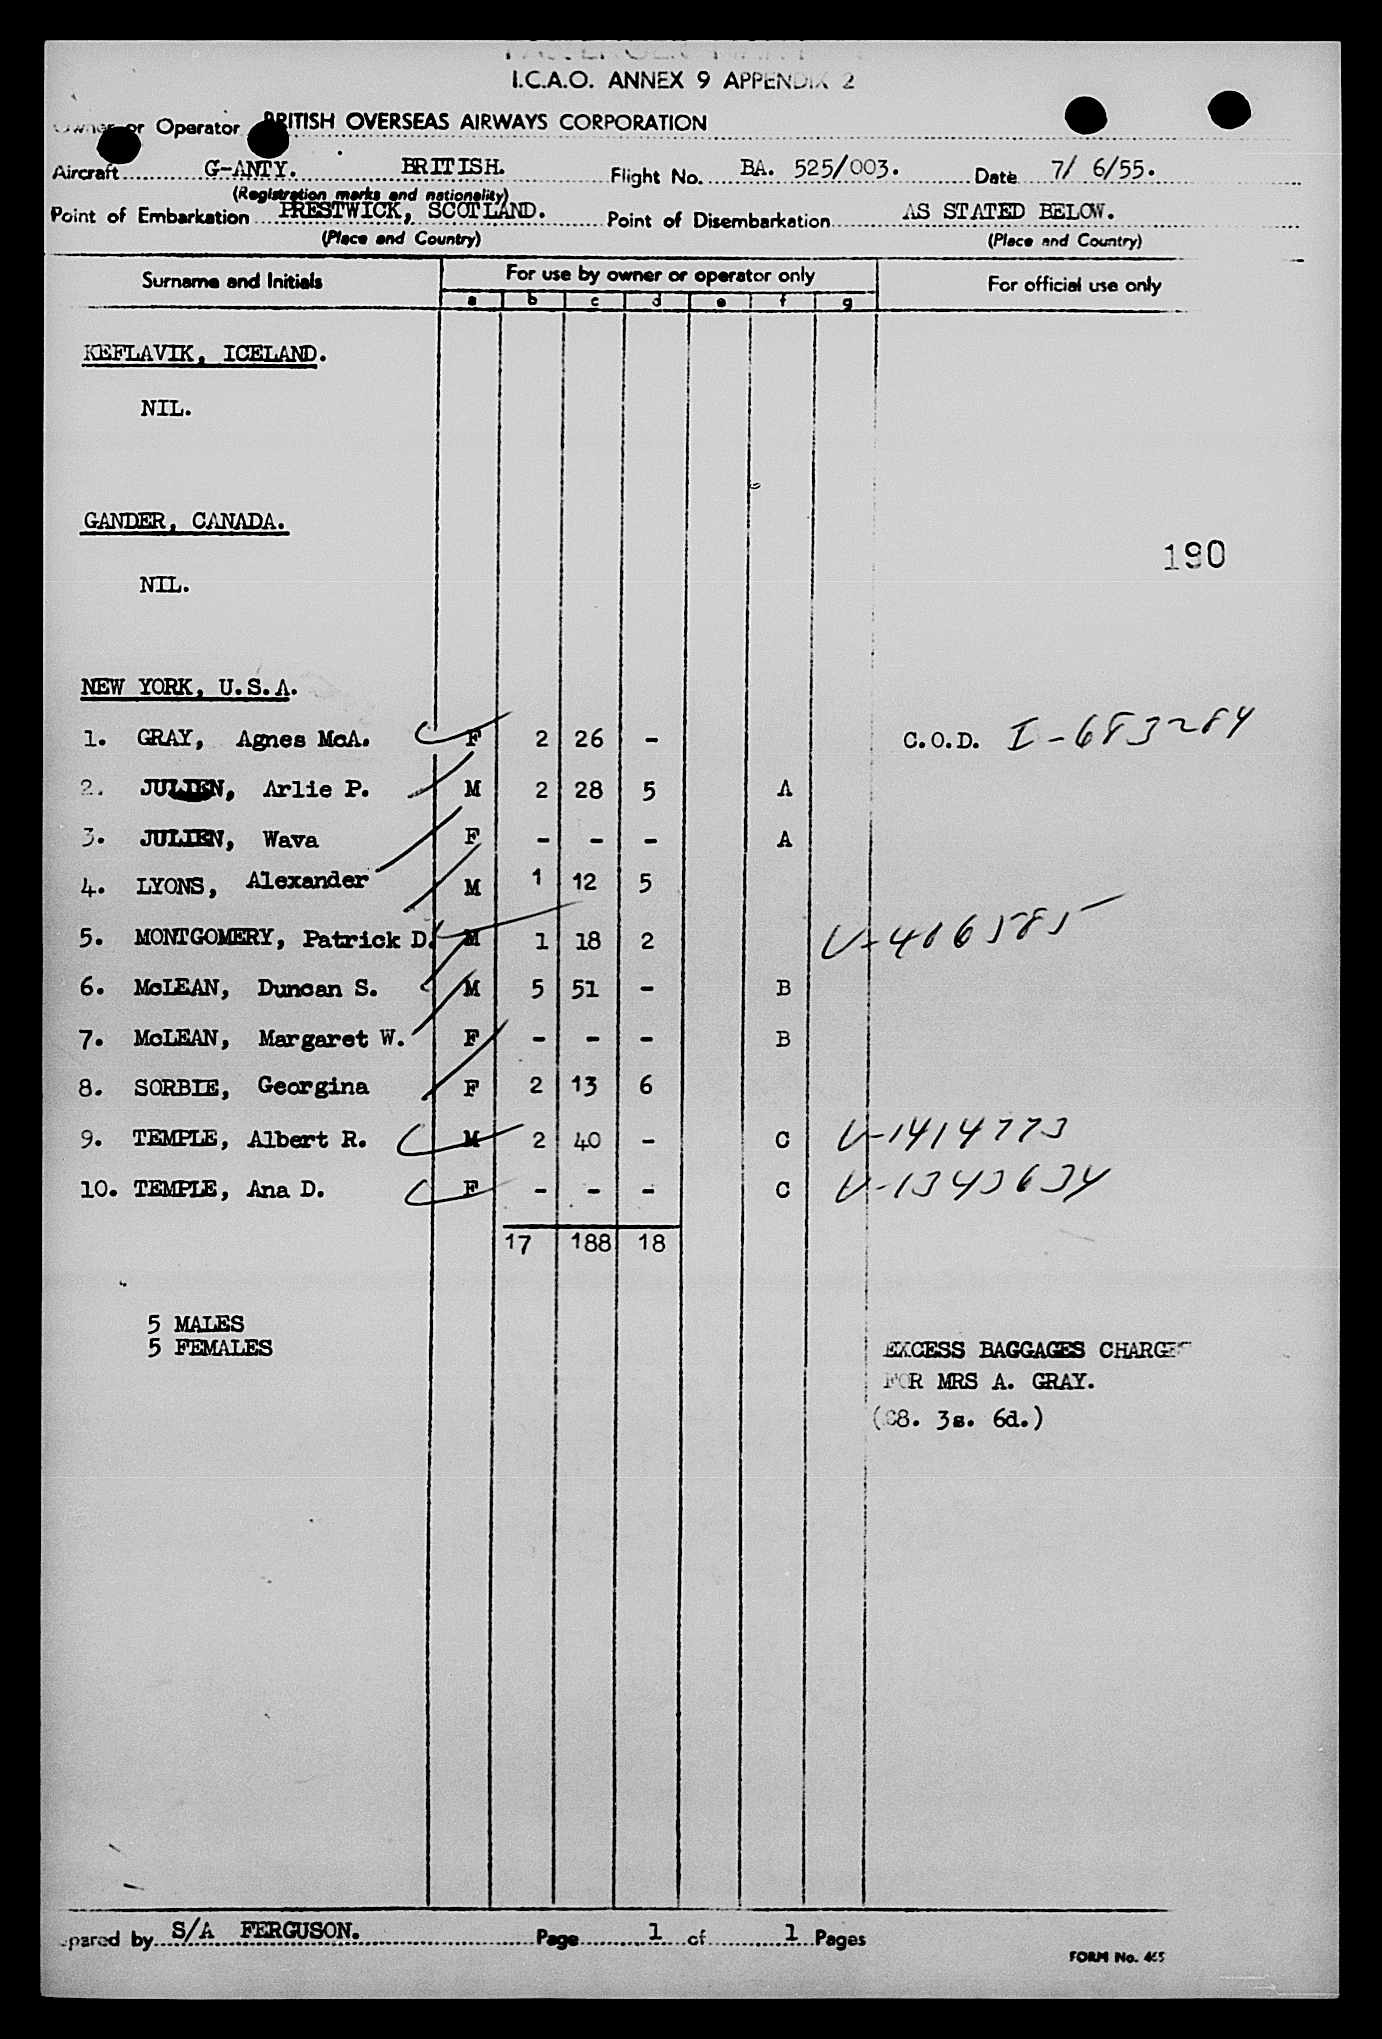 I.C.A.O. ANNEX 9 APPENDIX 2
Owner or Operator BRITISH OVERSEAS AIRWAYS CORPORATION
Aircraft G-ANTY. BRITISH. Flight No. BA. 525/003. Date 7/ 6/55.
(Registration marks and nationality)
Point of Embarkation PRESTWICK, SCOTLAND. Point of Disembarkation AS STATED BELOW.
(Place and Country) (Place and Country)
Surname and Initials For use by owner or operator only For official use only
a b c d e f g
KEFLAVIK, ICELAND.
NIL.
GANDER, CANADA.
190
NIL.
NEW YORK, U.S.A.
1. GRAY, Agnes McA. F 2 26 - C.O.D. I-683284
2. JULIEN, Arlie P. M 2 28 5 A
3. JULIEN, Wava F - - - A
4. LYONS, Alexander M 1 12 5
5. MONTGOMERY, Patrick D. M 1 18 2 V-406585
6. McLEAN, Duncan S. M 5 51 - B
7. McLEAN, Margaret W. F - - - B
8. SORBIE, Georgina F 2 13 6
9. TEMPLE, Albert R. M 2 40 - C V-1414773
10. TEMPLE, Ana D. F - - - C V-1343634
17 188 18
5 MALES
5 FEMALES
EXCESS BAGGAGES CHARGES
FOR MRS A. GRAY.
(£8. 3s. 6d.)
pared by S/A FERGUSON. Page 1 of 1 Pages
FORM No. 465